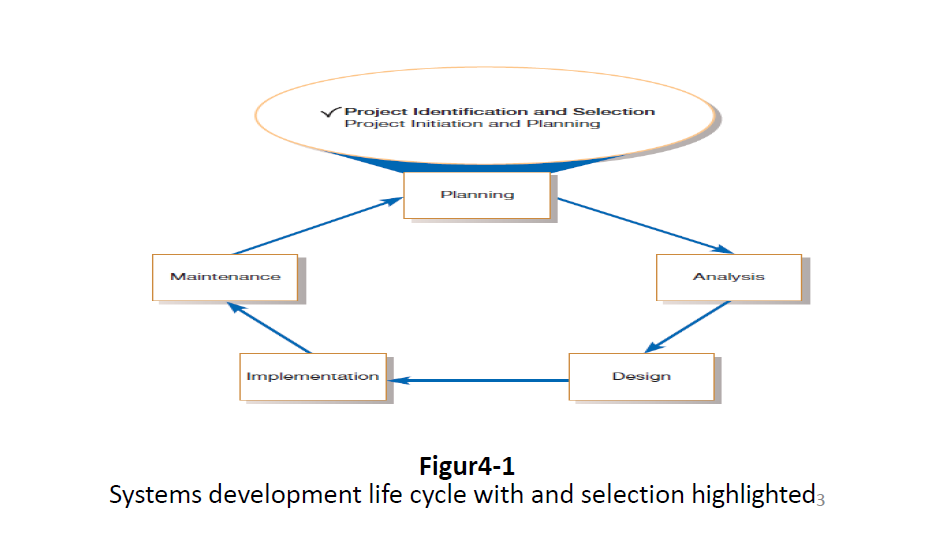 ✓ Project Identification and Selection
Project Initiation and Planning
Planning
Maintenance
Analysis
Implementation
Design
Figur4-1
Systems development life cycle with and selection highlighted
3